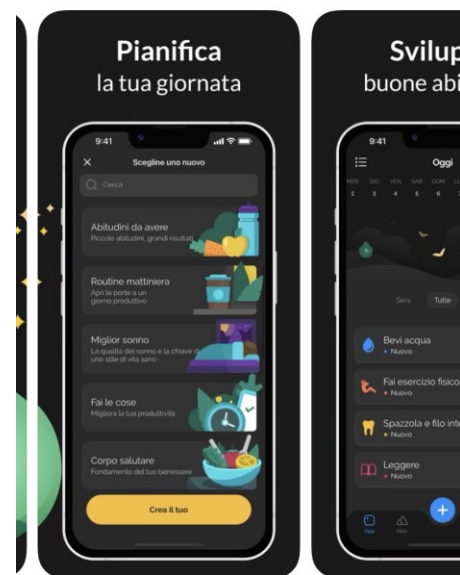 Pianifica
la tua giornata
9:41
Scegline uno nuovo
Cerca
Abitudini da avere
Piccole abitudini, grandi risultati
Routine mattiniera
Apri le porte a un
giorno produttivo
Miglior sonno
La qualità del sonno è la chiave di
uno stile di vita sano
Fai le cose
Migliora la tua produttività
Corpo salutare
Fondamento del tuo benessere
Crea il tuo
Svilup
buone abi
9:41
Oggi
MER GIO VEN SAB DOM LU
2 3 4 5 6
Sera Tutte
Bevi acqua
Nuovo
Fai esercizio fisico
Nuovo
Spazzola e filo inte
Nuovo
Leggere
Nuovo
Oggi